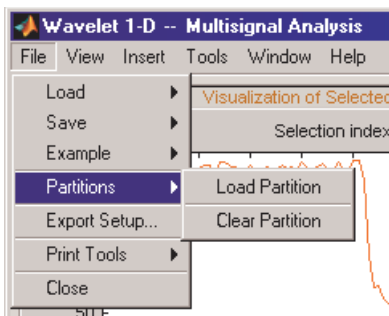 Wavelet 1-D -- Multisignal Analysis
File View Insert Tools Window Help
Load
Visualization of Selected
Save
Selection index
Example
Partitions
Load Partition
Export Setup...
Clear Partition
Print Tools
Close